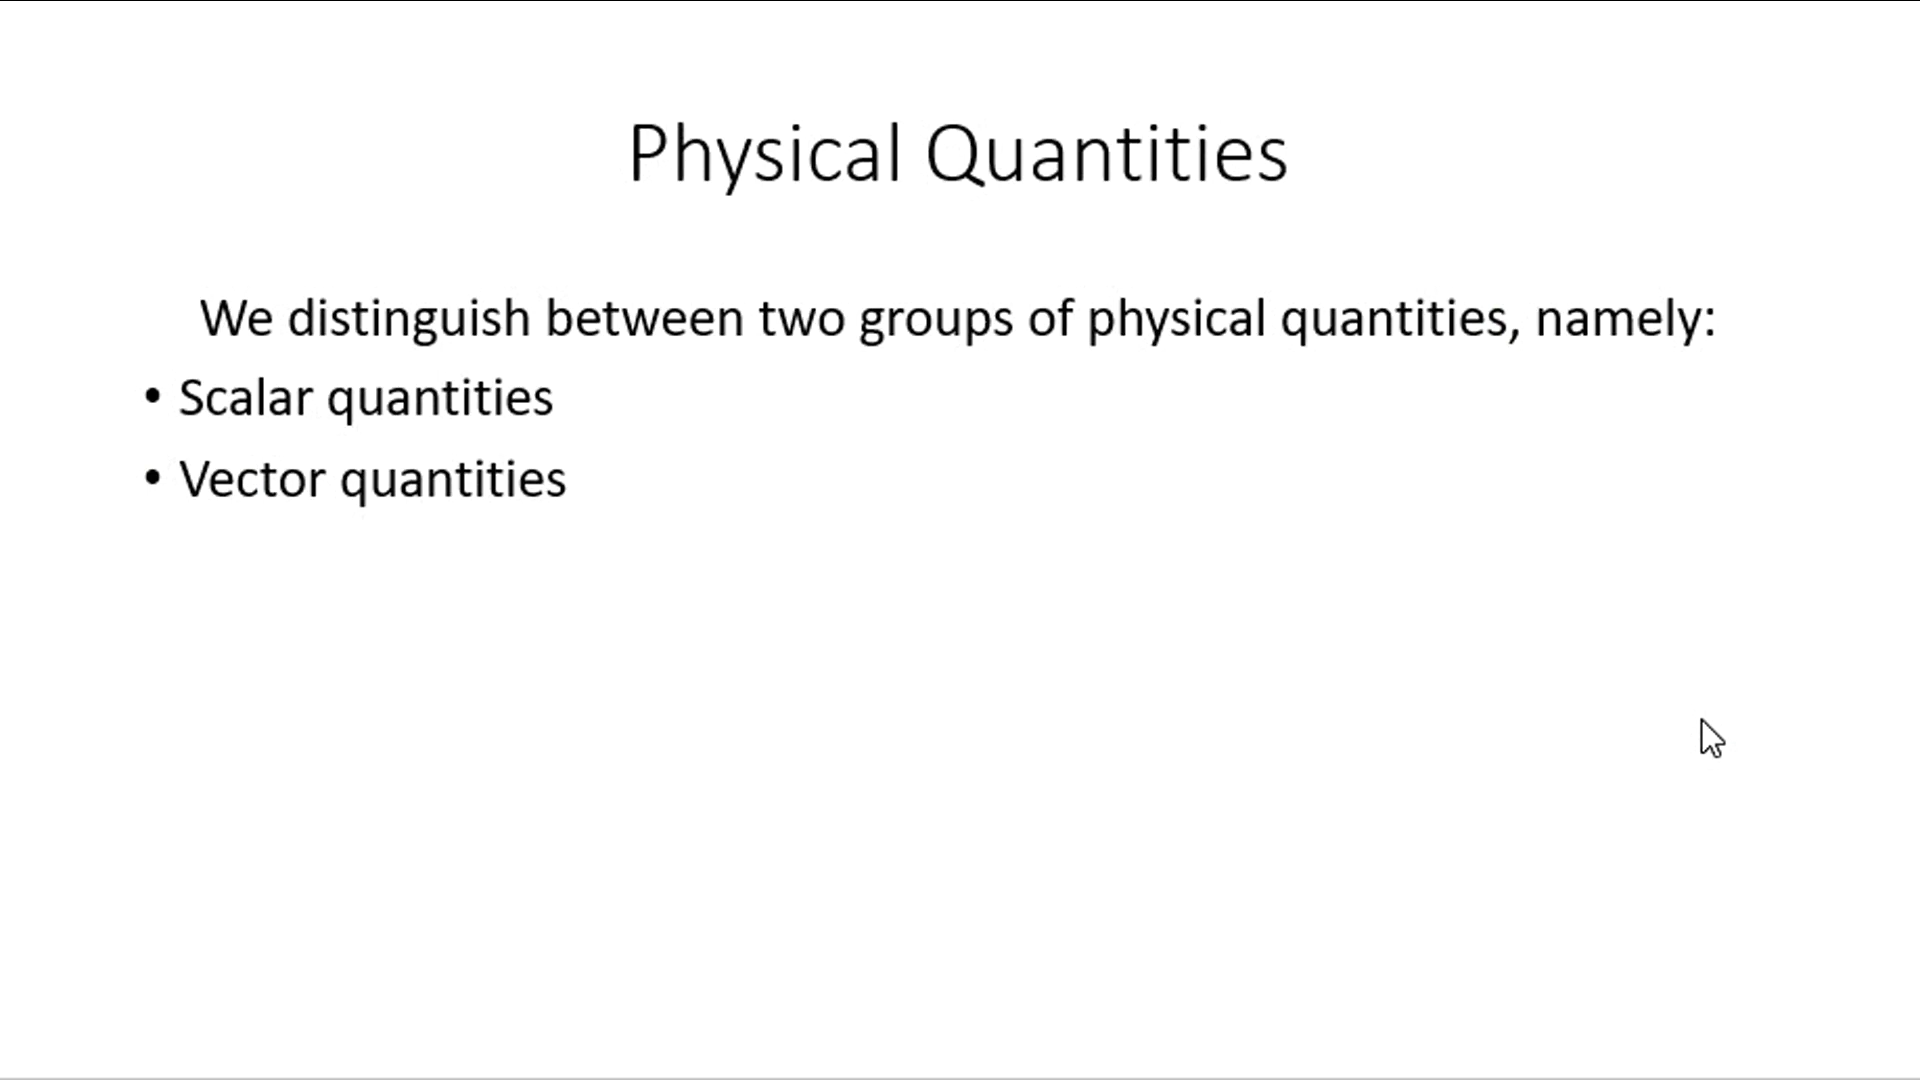 Physical Quantities
We distinguish between two groups of physical quantities, namely:
• Scalar quantities
• Vector quantities